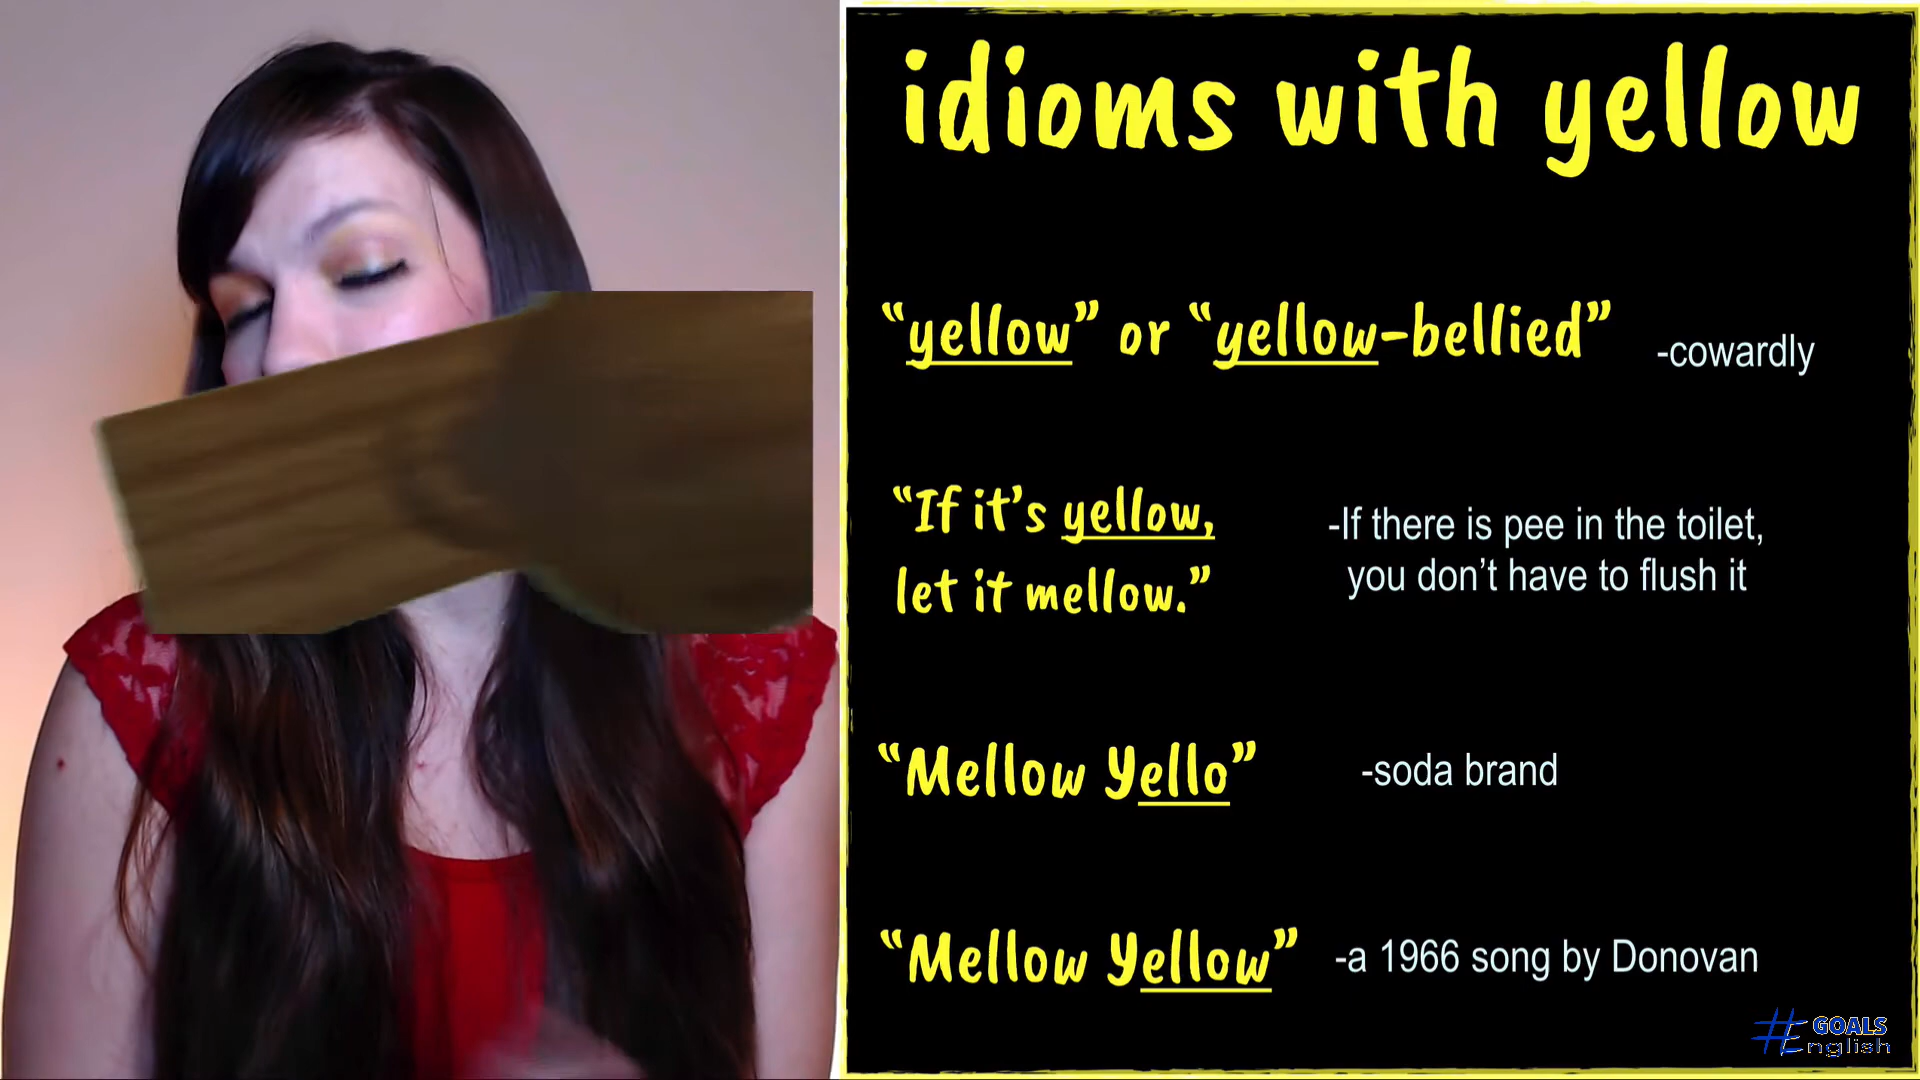 idioms with yellow
“yellow” or “yellow-bellied” -cowardly
“If it’s yellow,
let it mellow.”
-If there is pee in the toilet,
you don’t have to flush it
“Mellow Yello” -soda brand
“Mellow Yellow” -a 1966 song by Donovan
#GOALS
English